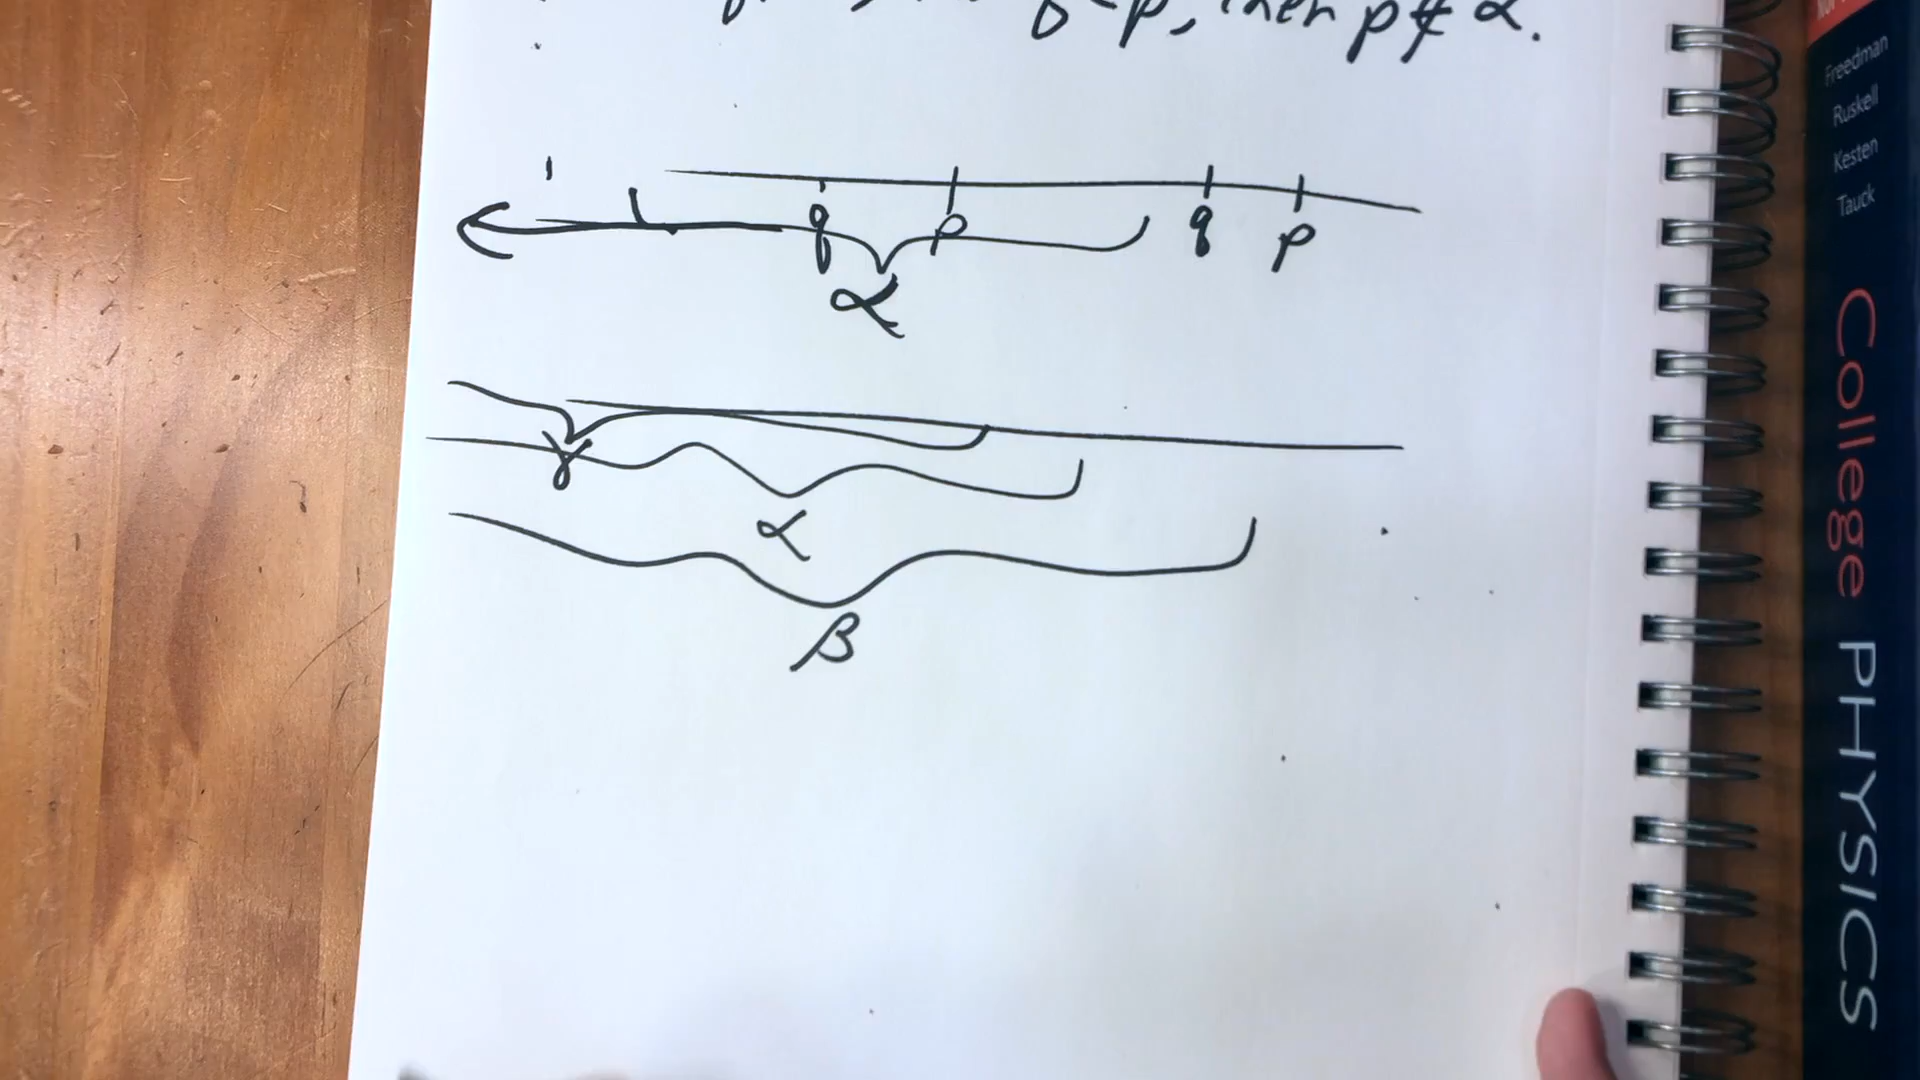 q < p, then p ∉ α.
q p q p
α
γ
α
β
Freedman
Ruskell
Kesten
Tauck
College PHYSICS